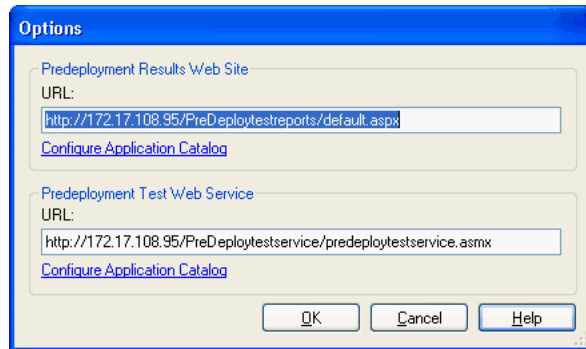 Options
Predeployment Results Web Site
URL:
http://172.17.108.95/PreDeploytestreports/default.aspx
Configure Application Catalog
Predeployment Test Web Service
URL:
http://172.17.108.95/PreDeploytestservice/predeploytestservice.asmx
Configure Application Catalog
OK Cancel Help